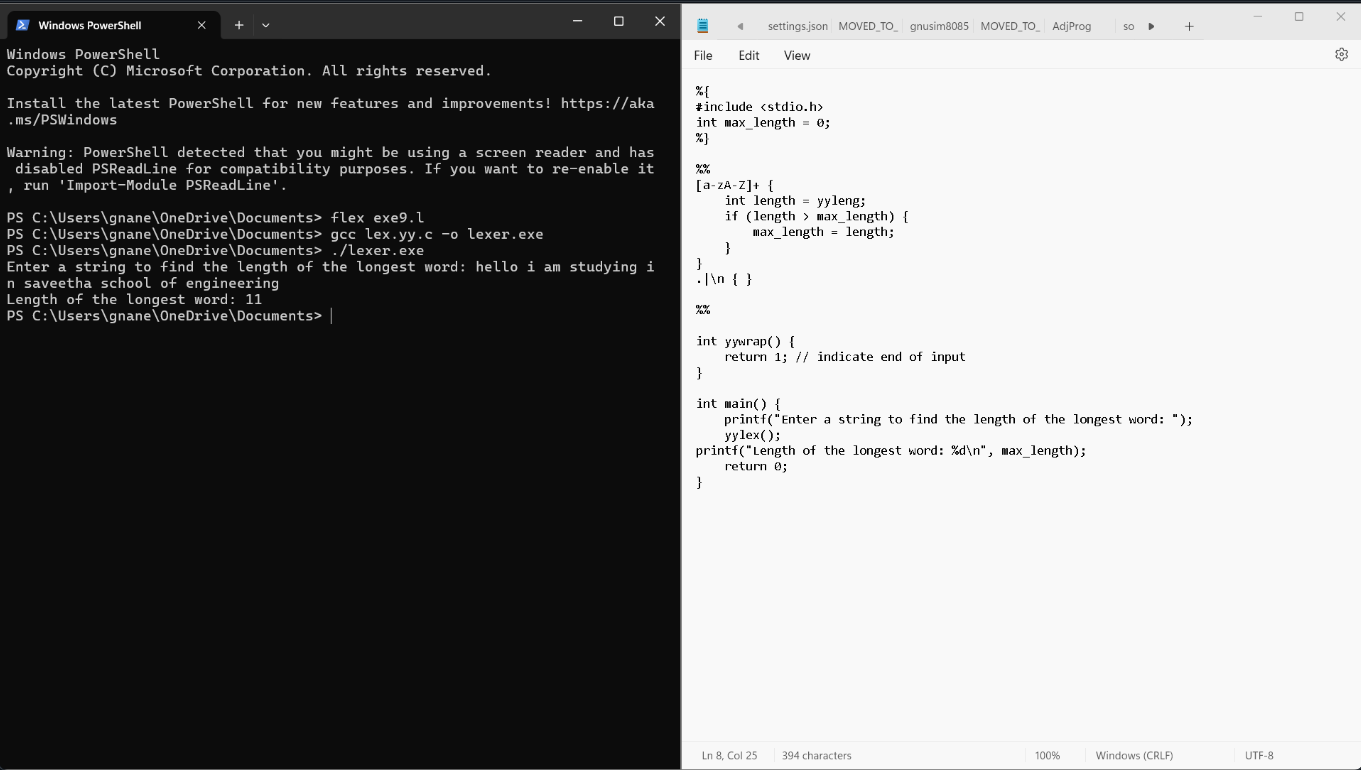 Windows PowerShell
Windows PowerShell
Copyright (C) Microsoft Corporation. All rights reserved.
Install the latest PowerShell for new features and improvements! https://aka
.ms/PSWindows
Warning: PowerShell detected that you might be using a screen reader and has
disabled PSReadLine for compatibility purposes. If you want to re-enable it
, run 'Import-Module PSReadLine'.
PS C:\Users\gnane\OneDrive\Documents> flex exe9.l
PS C:\Users\gnane\OneDrive\Documents> gcc lex.yy.c -o lexer.exe
PS C:\Users\gnane\OneDrive\Documents> ./lexer.exe
Enter a string to find the length of the longest word: hello i am studying i
n saveetha school of engineering
Length of the longest word: 11
PS C:\Users\gnane\OneDrive\Documents>
settings.json MOVED_TO_ gnusim8085 MOVED_TO_ AdjProg so
File Edit View
%{
#include <stdio.h>
int max_length = 0;
%}
%%
[a-zA-Z]+ {
int length = yyleng;
if (length > max_length) {
max_length = length;
}
}
.|\n { }
%%
int yywrap() {
return 1; // indicate end of input
}
int main() {
printf("Enter a string to find the length of the longest word: ");
yylex();
printf("Length of the longest word: %d\n", max_length);
return 0;
}
Ln 8, Col 25 394 characters 100% Windows (CRLF) UTF-8